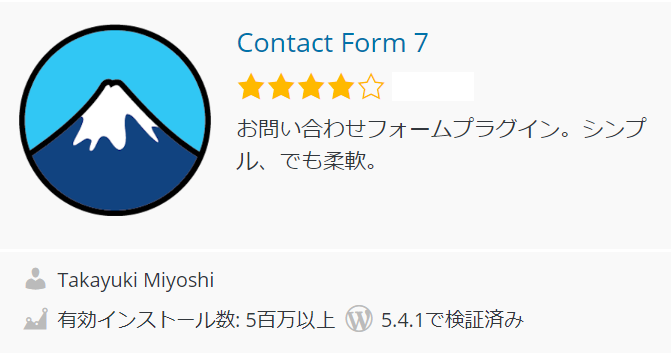 Contact Form 7
お問い合わせフォームプラグイン。シンプ
ル、でも柔軟。
Takayuki Miyoshi
有効インストール数: 5百万以上 5.4.1で検証済み